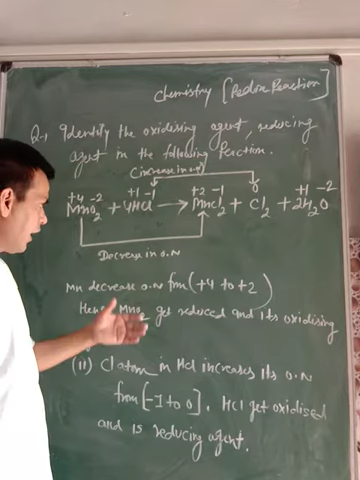 Chemistry [Redox Reaction]
Q→ Identify the oxidising agent, reducing
agent in the following Reaction.
(increase in O.N)
+4 -2 +1 -1 +2 -1 0 +1 -2
MnO2 + 4HCl → MnCl2 + Cl2 + 2H2O
Decrease in O.N
Mn decrease O.N from (+4 to +2)
MnO2 get reduced and its oxidising
(ii) Cl atom in HCl increases its O.N
from [-1 to 0]. HCl get oxidised
and is reducing agent.